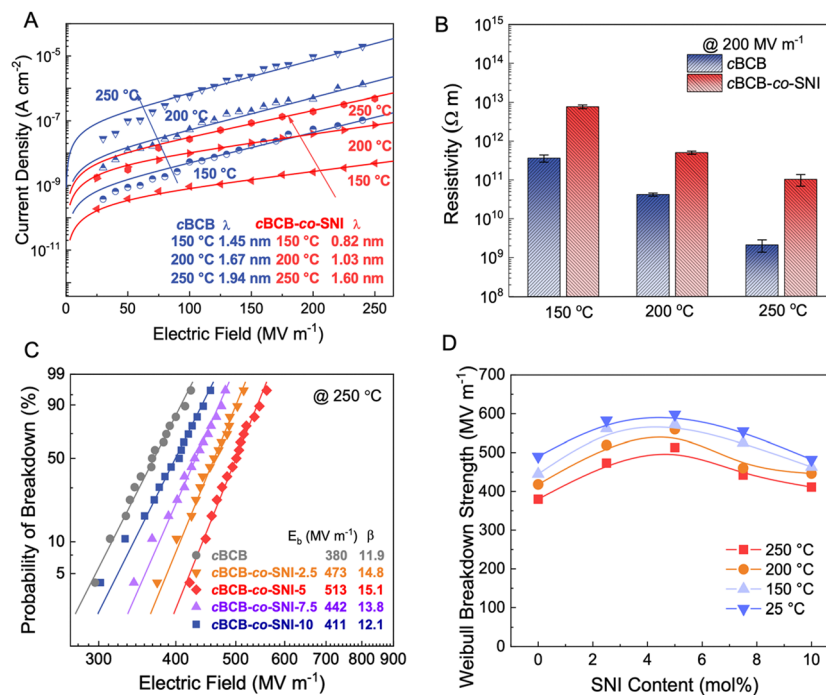 A
Current Density (A cm⁻²)
10⁻⁵
10⁻⁷
10⁻⁹
10⁻¹¹
250 °C
200 °C
150 °C
250 °C
200 °C
150 °C
cBCB λ cBCB-co-SNI λ
150 °C 1.45 nm 150 °C 0.82 nm
200 °C 1.67 nm 200 °C 1.03 nm
250 °C 1.94 nm 250 °C 1.60 nm
0 50 100 150 200 250
Electric Field (MV m⁻¹)
B
Resistivity (Ω m)
10¹⁵
10¹⁴
10¹³
10¹²
10¹¹
10¹⁰
10⁹
10⁸
@ 200 MV m⁻¹
cBCB
cBCB-co-SNI
150 °C 200 °C 250 °C
C
Probability of Breakdown (%)
99
90
50
10
5
@ 250 °C
E_b (MV m⁻¹) β
cBCB 380 11.9
cBCB-co-SNI-2.5 473 14.8
cBCB-co-SNI-5 513 15.1
cBCB-co-SNI-7.5 442 13.8
cBCB-co-SNI-10 411 12.1
300 400 500 600 700 800 900
Electric Field (MV m⁻¹)
D
Weibull Breakdown Strength (MV m⁻¹)
700
600
500
400
300
200
100
0
250 °C
200 °C
150 °C
25 °C
0 2 4 6 8 10
SNI Content (mol%)